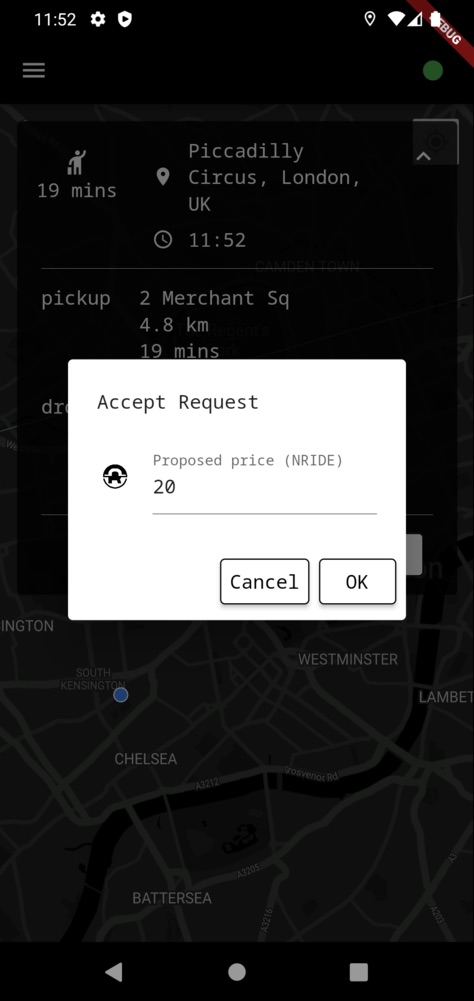 11:52
DEBUG
19 mins
Piccadilly
Circus, London,
UK
11:52
CAMDEN TOWN
pickup
2 Merchant Sq
4.8 km
19 mins
Accept Request
Proposed price (NRIDE)
20
Cancel
OK
INGTON
WESTMINSTER
SOUTH
KENSINGTON
LAMBET
CHELSEA
A3212
Grosvenor Rd
A3205
BATTERSEA
A3216